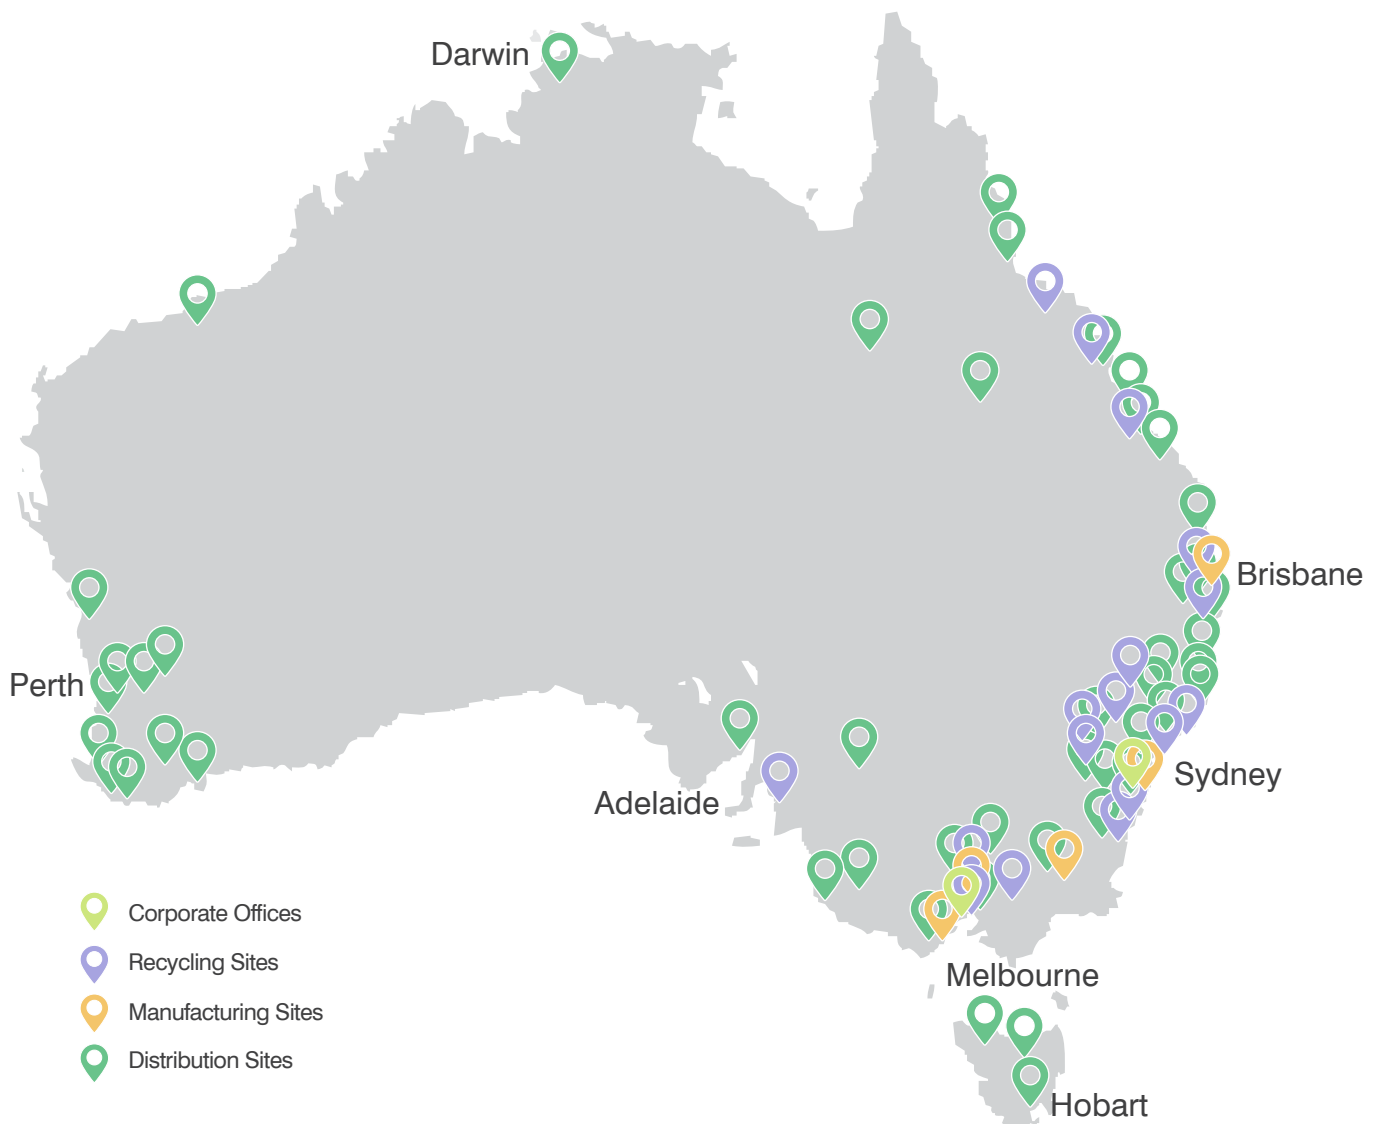 Darwin
Brisbane
Perth
Sydney
Adelaide
Corporate Offices
Recycling Sites
Melbourne
Manufacturing Sites
Distribution Sites
Hobart